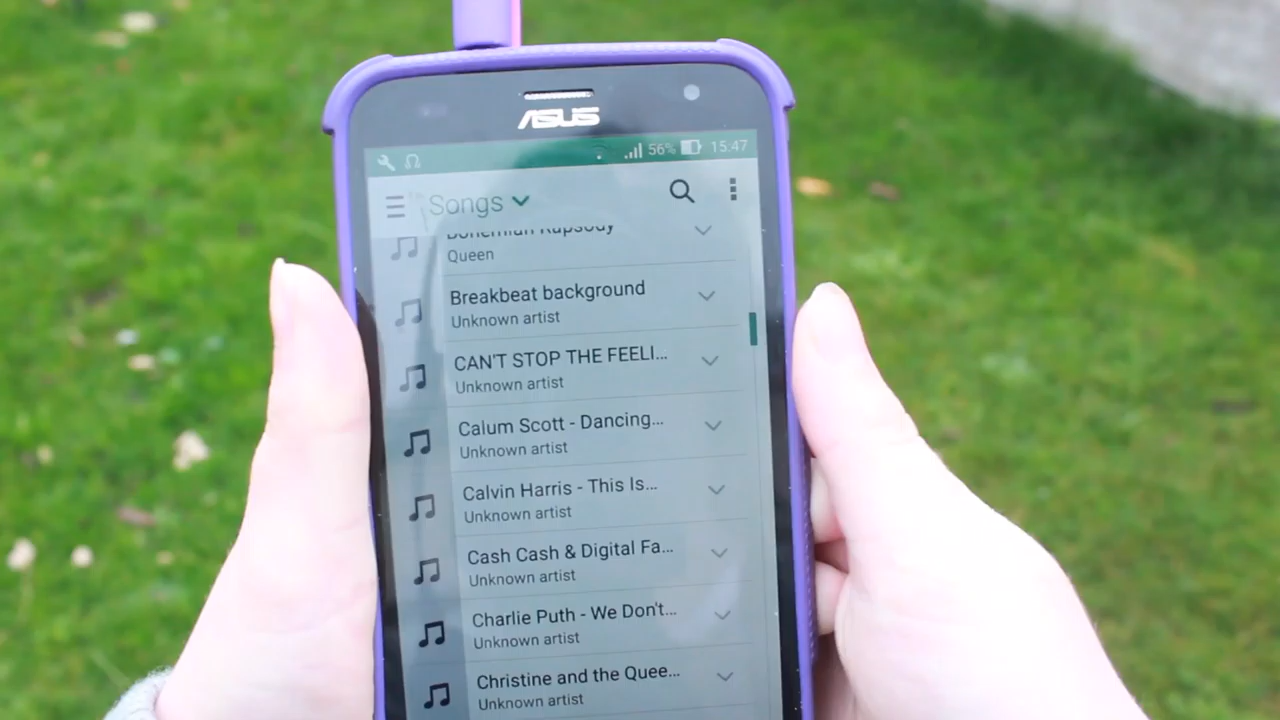 ASUS
56% 15:47
Songs
Bohemian Rapsody
Queen
Breakbeat background
Unknown artist
CAN'T STOP THE FEELI...
Unknown artist
Calum Scott - Dancing...
Unknown artist
Calvin Harris - This Is...
Unknown artist
Cash Cash & Digital Fa...
Unknown artist
Charlie Puth - We Don't...
Unknown artist
Christine and the Quee...
Unknown artist